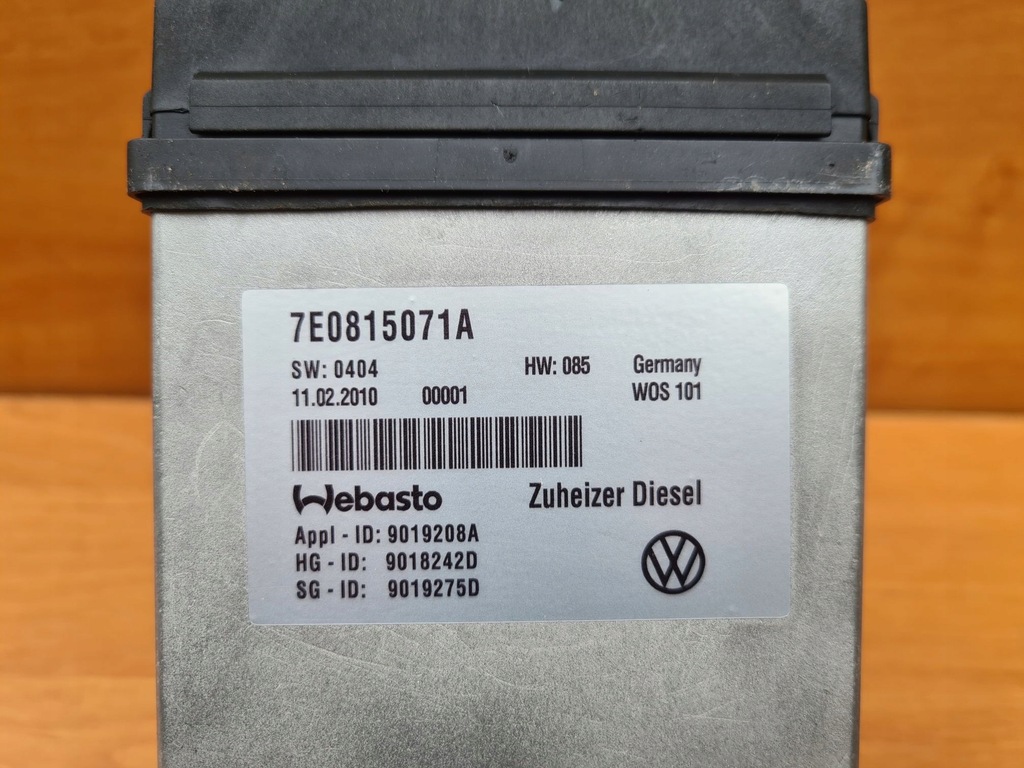 7E0815071A
SW: 0404 HW: 085 Germany
11.02.2010 00001 WOS 101
Webasto Zuheizer Diesel
Appl - ID: 9019208A
HG - ID: 9018242D
SG - ID: 9019275D
VW